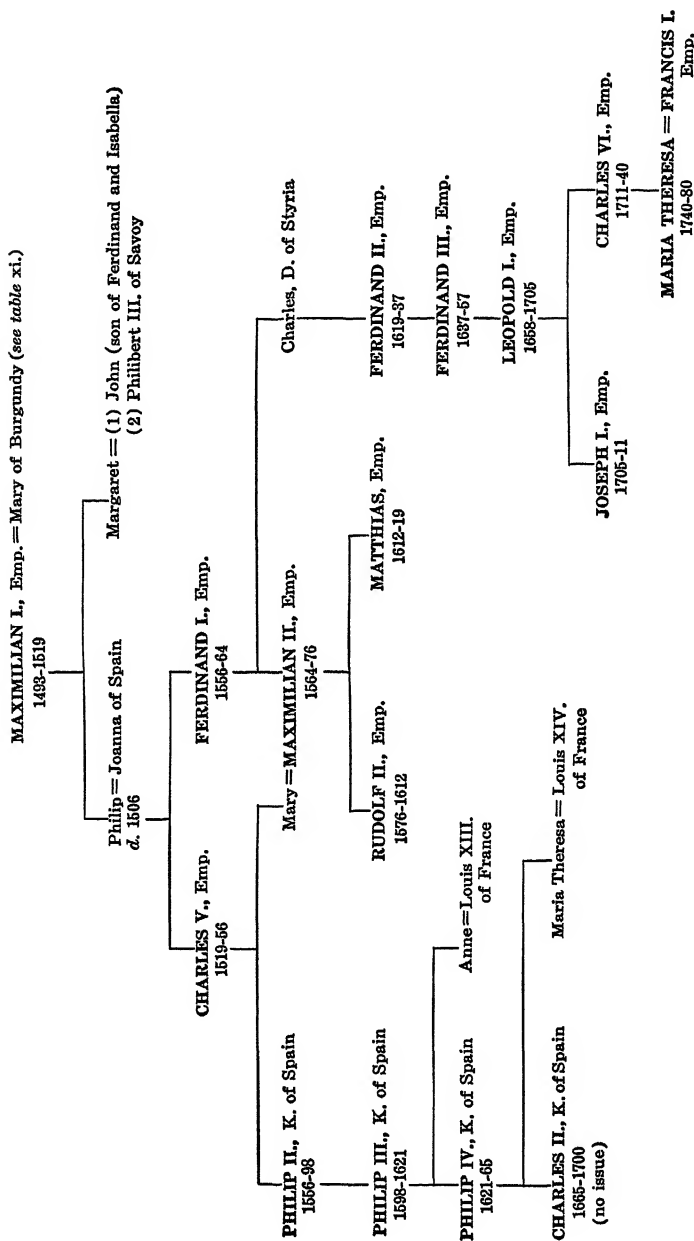 MAXIMILIAN I., Emp.=Mary of Burgundy (see table xi.)
1493-1519
Philip=Joanna of Spain
d. 1506
Margaret=(1) John (son of Ferdinand and Isabella)
(2) Philibert III. of Savoy
CHARLES V., Emp.
1519-56
FERDINAND I., Emp.
1556-64
PHILIP II., K. of Spain
1556-98
Mary=MAXIMILIAN II., Emp.
1564-76
Charles, D. of Styria
PHILIP III., K. of Spain
1598-1621
RUDOLF II., Emp.
1576-1612
MATTHIAS, Emp.
1612-19
FERDINAND II., Emp.
1619-37
PHILIP IV., K. of Spain
1621-65
Anne=Louis XIII.
of France
FERDINAND III., Emp.
1637-57
CHARLES II., K. of Spain
1665-1700
(no issue)
Maria Theresa=Louis XIV.
of France
LEOPOLD I., Emp.
1658-1705
JOSEPH I., Emp.
1705-11
CHARLES VI., Emp.
1711-40
MARIA THERESA=FRANCIS I.
1740-80
Emp.